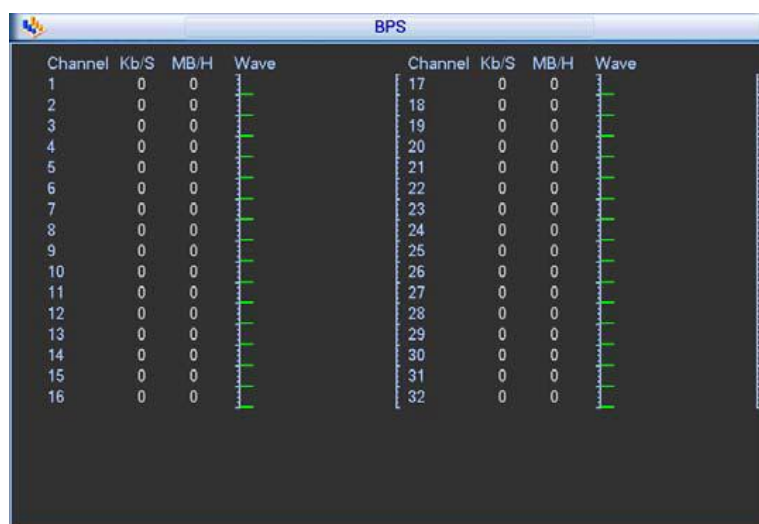 BPS
Channel Kb/S MB/H Wave Channel Kb/S MB/H Wave
1 0 0 17 0 0
2 0 0 18 0 0
3 0 0 19 0 0
4 0 0 20 0 0
5 0 0 21 0 0
6 0 0 22 0 0
7 0 0 23 0 0
8 0 0 24 0 0
9 0 0 25 0 0
10 0 0 26 0 0
11 0 0 27 0 0
12 0 0 28 0 0
13 0 0 29 0 0
14 0 0 30 0 0
15 0 0 31 0 0
16 0 0 32 0 0